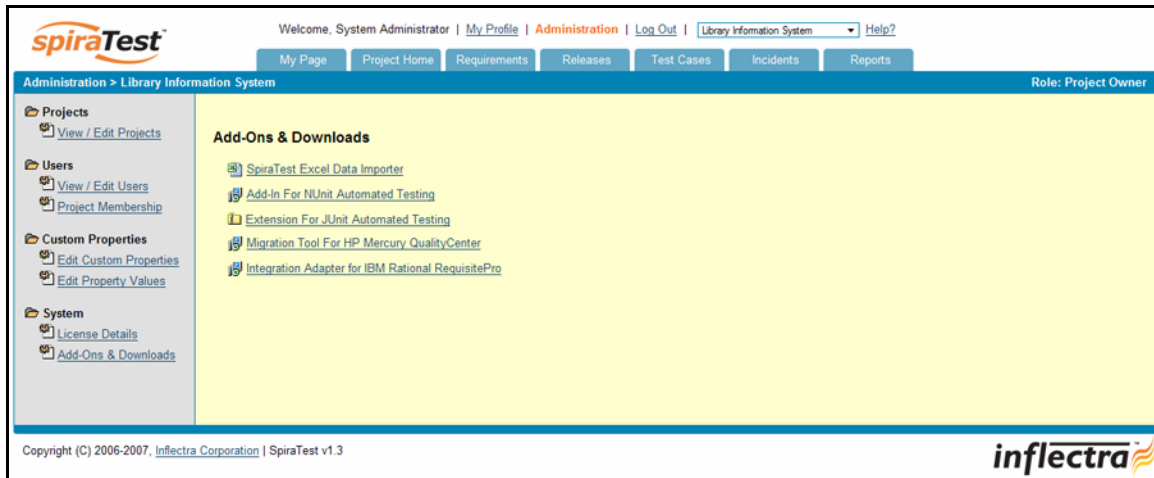 spiraTest
Welcome, System Administrator | My Profile | Administration | Log Out | Library Information System Help?
My Page Project Home Requirements Releases Test Cases Incidents Reports
Administration > Library Information System Role: Project Owner
Projects
View / Edit Projects
Users
View / Edit Users
Project Membership
Custom Properties
Edit Custom Properties
Edit Property Values
System
License Details
Add-Ons & Downloads
Add-Ons & Downloads
SpiraTest Excel Data Importer
Add-In For NUnit Automated Testing
Extension For JUnit Automated Testing
Migration Tool For HP Mercury QualityCenter
Integration Adapter for IBM Rational RequisitePro
Copyright (C) 2006-2007, Inflectra Corporation | SpiraTest v1.3
inflectra